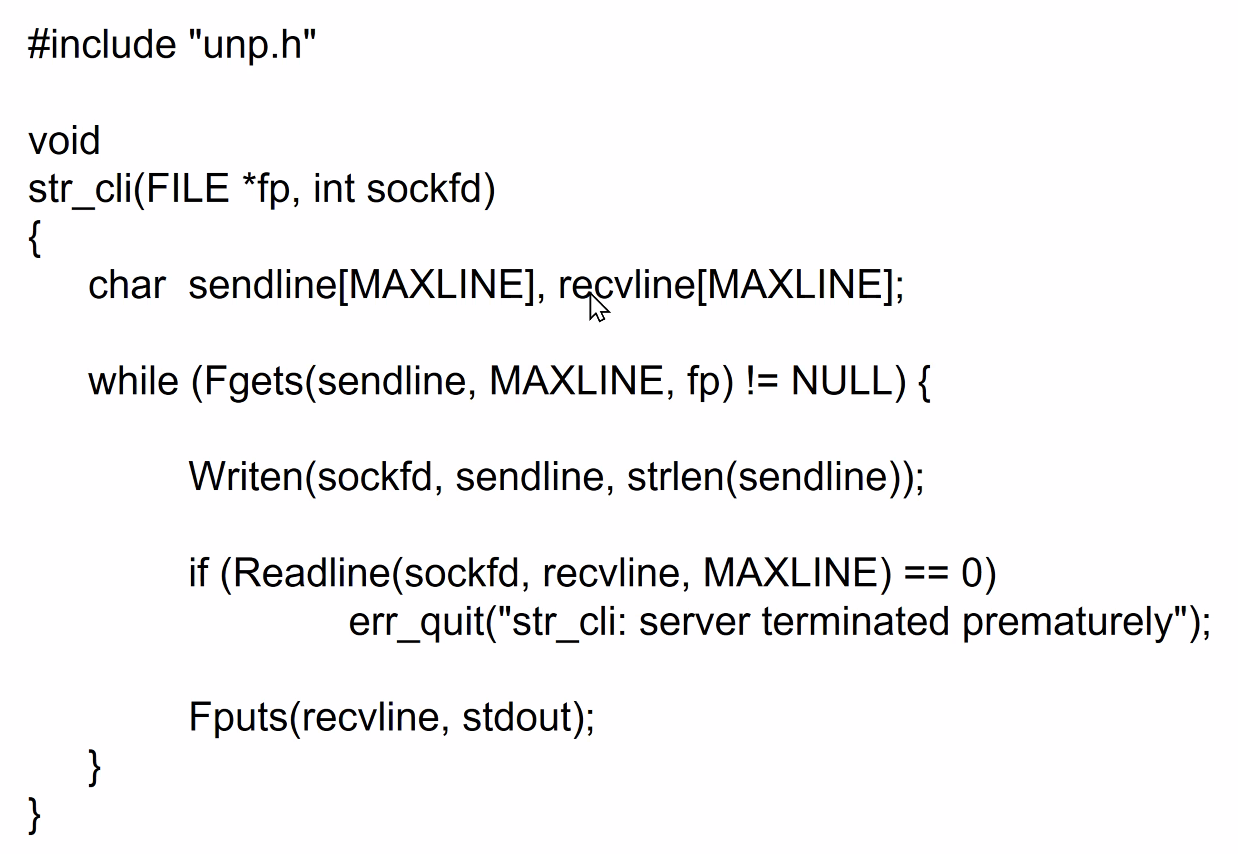 #include "unp.h"
void
str_cli(FILE *fp, int sockfd)
{
char  sendline[MAXLINE], recvline[MAXLINE];
while (Fgets(sendline, MAXLINE, fp) != NULL) {
Writen(sockfd, sendline, strlen(sendline));
if (Readline(sockfd, recvline, MAXLINE) == 0)
err_quit("str_cli: server terminated prematurely");
Fputs(recvline, stdout);
}
}